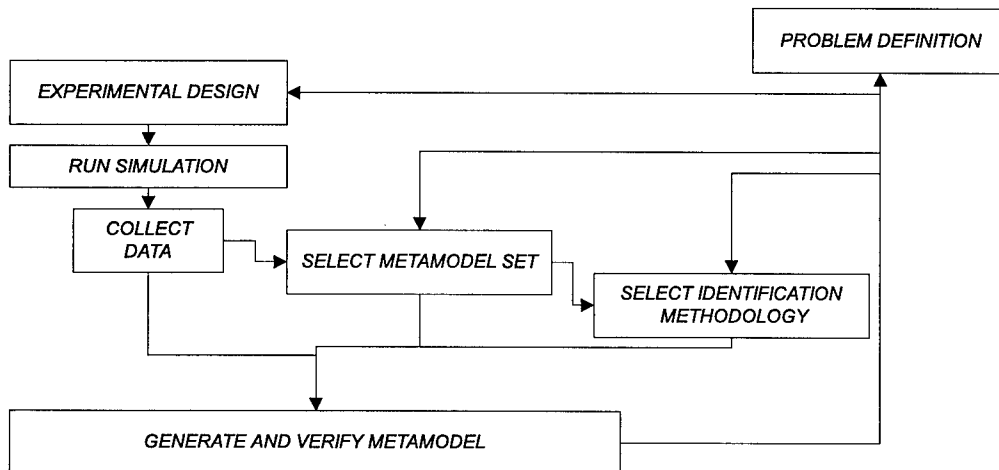 PROBLEM DEFINITION
EXPERIMENTAL DESIGN
RUN SIMULATION
COLLECT
DATA
SELECT METAMODEL SET
SELECT IDENTIFICATION
METHODOLOGY
GENERATE AND VERIFY METAMODEL